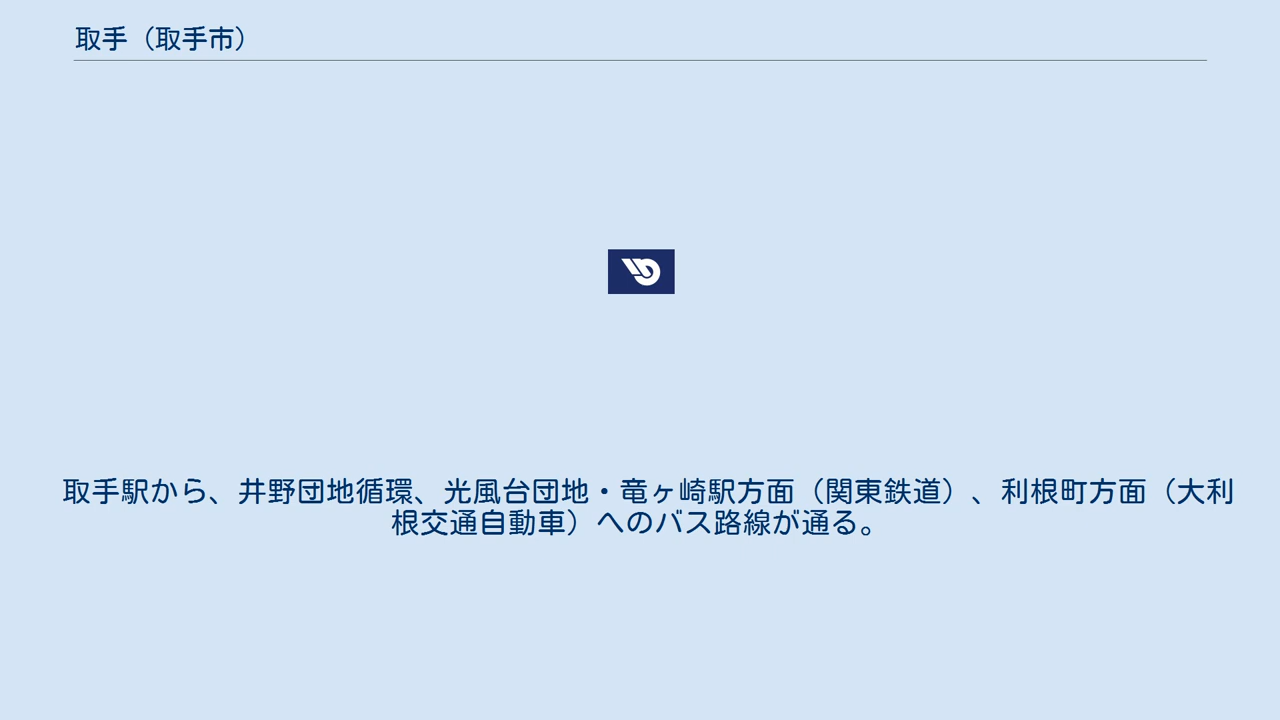 取手（取手市）
取手駅から、井野団地循環、光風台団地・竜ヶ崎駅方面（関東鉄道）、利根町方面（大利
根交通自動車）へのバス路線が通る。